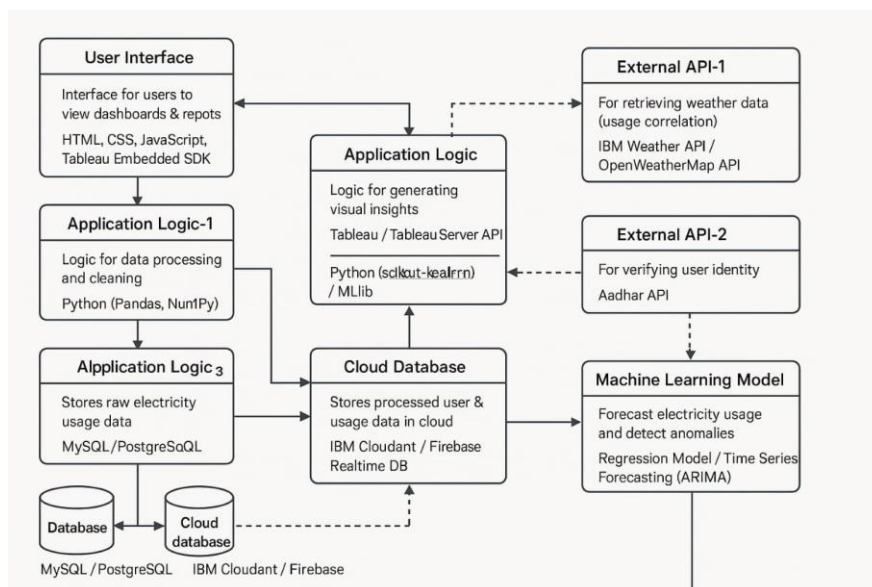 User Interface
Interface for users to
view dashboards & repots
HTML, CSS, JavaScript,
Tableau Embedded SDK
Application Logic-1
Logic for data processing
and cleaning
Python (Pandas, Num1Py)
Alpplication Logic3
Stores raw electricity
usage data
MySQL/PostgreSaQL
Database
Cloud
database
MySQL/PostgreSQL
IBM Cloudant / Firebase
Application Logic
Logic for generating
visual insights
Tableau / Tableau Server API
Python
/ MLlib
Cloud Database
Stores processed user &
usage data in cloud
IBM Cloudant / Firebase
Realtime DB
External API-1
For retrieving weather data
(usage correlation)
IBM Weather API /
OpenWeatherMap API
External API-2
For verifying user identity
Aadhar API
Machine Learning Model
Forecast electricity usage
and detect anomalies
Regression Model / Time Series
Forecasting (ARIMA)